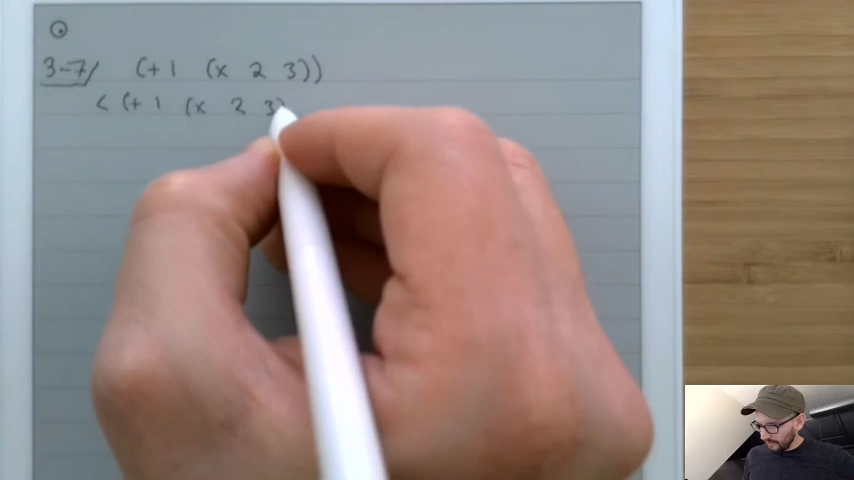 3-7/ (+ 1 (x 2 3))
< (+ 1 (x 2 3)